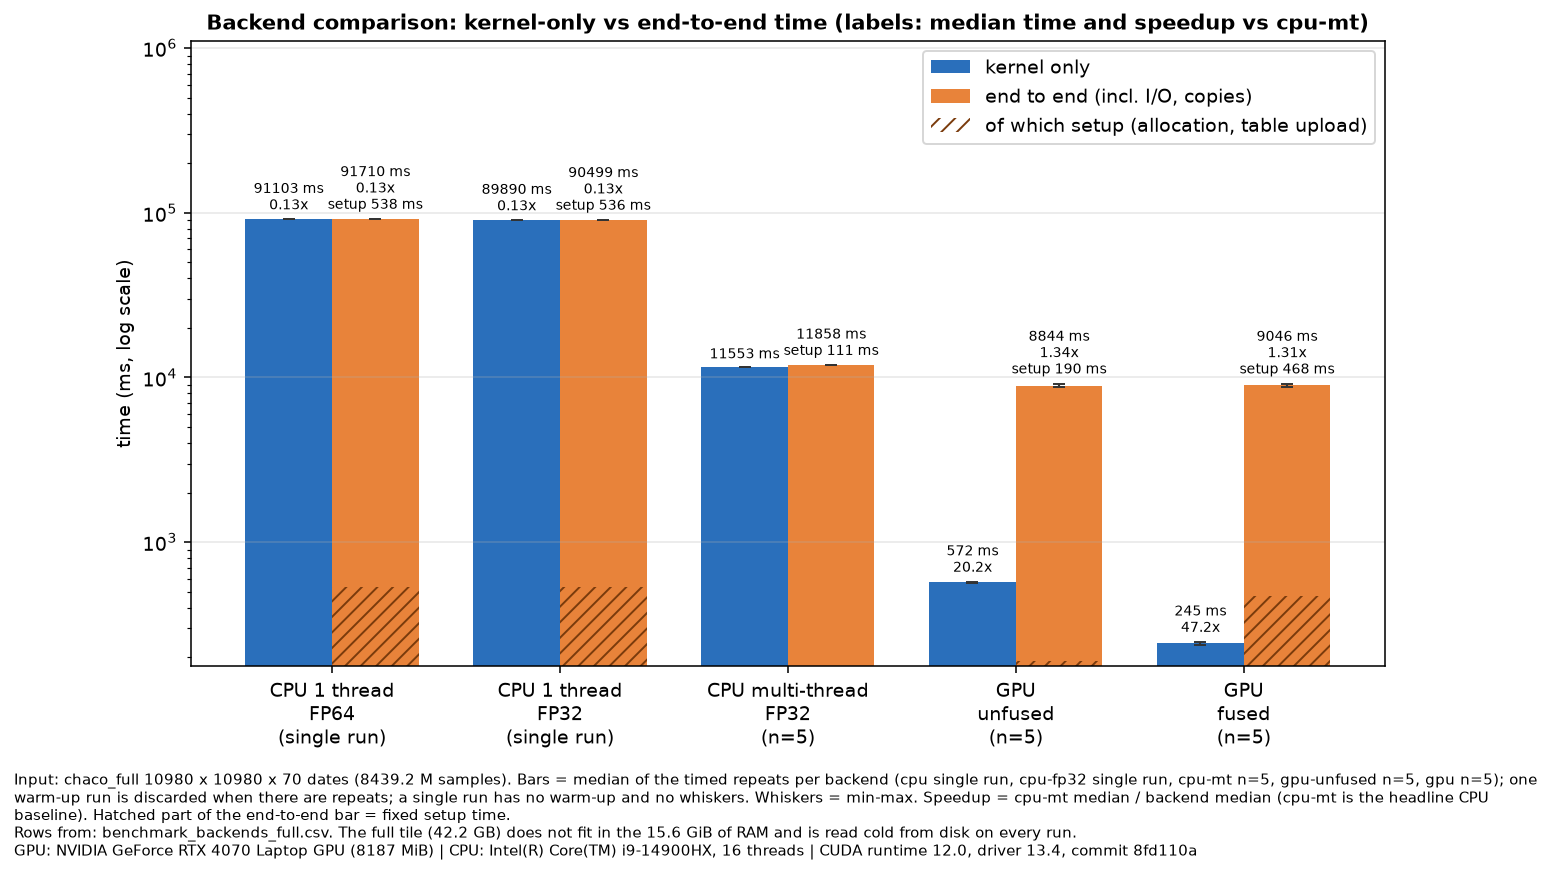 Backend comparison: kernel-only vs end-to-end time (labels: median time and speedup vs cpu-mt)
kernel only
end to end (incl. I/O, copies)
of which setup (allocation, table upload)
time (ms, log scale)
10^6
10^5
10^4
10^3
91103 ms
0.13x
91710 ms
0.13x
setup 538 ms
89890 ms
0.13x
90499 ms
0.13x
setup 536 ms
11553 ms
11858 ms
setup 111 ms
572 ms
20.2x
8844 ms
1.34x
setup 190 ms
245 ms
47.2x
9046 ms
1.31x
setup 468 ms
CPU 1 thread
FP64
(single run)
CPU 1 thread
FP32
(single run)
CPU multi-thread
FP32
(n=5)
GPU
unfused
(n=5)
GPU
fused
(n=5)
Input: chaco_full 10980 x 10980 x 70 dates (8439.2 M samples). Bars = median of the timed repeats per backend (cpu single run, cpu-fp32 single run, cpu-mt n=5, gpu-unfused n=5, gpu n=5); one
warm-up run is discarded when there are repeats; a single run has no warm-up and no whiskers. Whiskers = min-max. Speedup = cpu-mt median / backend median (cpu-mt is the headline CPU
baseline). Hatched part of the end-to-end bar = fixed setup time.
Rows from: benchmark_backends_full.csv. The full tile (42.2 GB) does not fit in the 15.6 GiB of RAM and is read cold from disk on every run.
GPU: NVIDIA GeForce RTX 4070 Laptop GPU (8187 MiB) | CPU: Intel(R) Core(TM) i9-14900HX, 16 threads | CUDA runtime 12.0, driver 13.4, commit 8fd110a